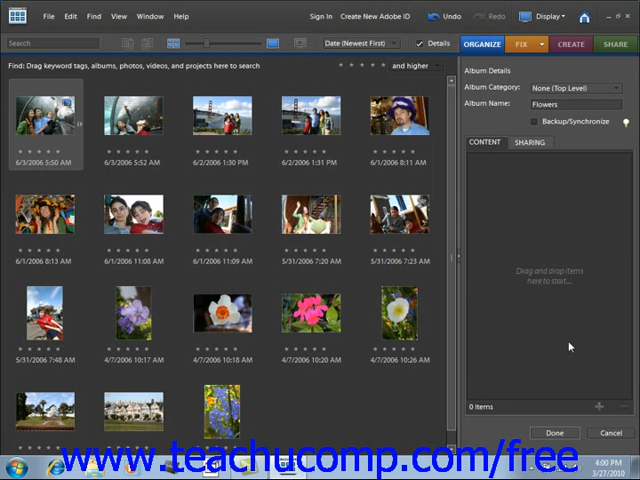 File Edit Find View Window Help Sign In Create New Adobe ID Undo Redo Display
Search Date (Newest First) Details ORGANIZE FIX CREATE SHARE
Find: Drag keyword tags, albums, photos, videos, and projects here to search and higher
Album Details
Album Category: None (Top Level)
Album Name: Flowers
Backup/Synchronize
CONTENT SHARING
6/3/2006 5:50 AM 6/3/2006 5:52 AM 6/2/2006 1:30 PM 6/2/2006 1:31 PM 6/1/2006 8:11 AM
6/1/2006 8:13 AM 6/1/2006 11:08 AM 6/1/2006 11:09 AM 5/31/2006 7:20 AM 5/31/2006 7:23 AM
Drag and drop items
here to start...
5/31/2006 7:48 AM 4/7/2006 10:17 AM 4/7/2006 10:18 AM 4/7/2006 10:20 AM 4/7/2006 10:26 AM
0 Items
Done Cancel
www.teachucomp.com/free
4:00 PM
3/27/2010